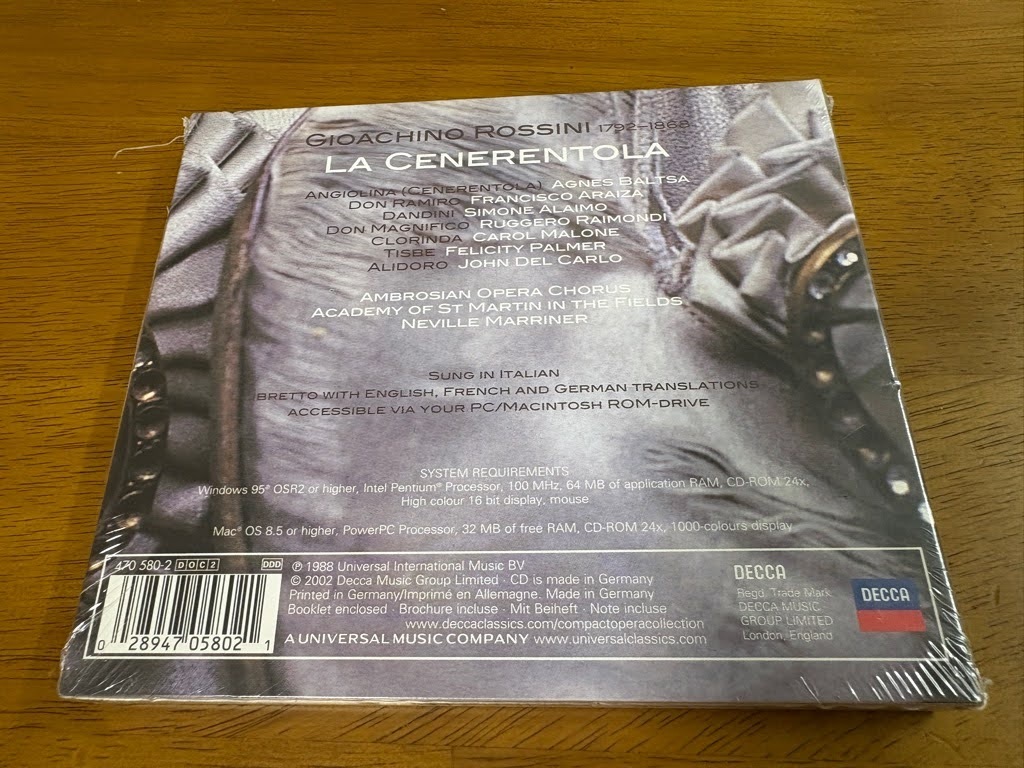 GIOACHINO ROSSINI 1792–1868
LA CENERENTOLA
ANGIOLINA (CENERENTOLA) AGNES BALTSA
DON RAMIRO FRANCISCO ARAIZA
DANDINI SIMONE ALAIMO
DON MAGNIFICO RUGGERO RAIMONDI
CLORINDA CAROL MALONE
TISBE FELICITY PALMER
ALIDORO JOHN DEL CARLO
AMBROSIAN OPERA CHORUS
ACADEMY OF ST MARTIN IN THE FIELDS
NEVILLE MARRINER
SUNG IN ITALIAN
IBRETTO WITH ENGLISH, FRENCH AND GERMAN TRANSLATIONS
ACCESSIBLE VIA YOUR PC/MACINTOSH ROM-DRIVE
SYSTEM REQUIREMENTS
Windows 95® OSR2 or higher, Intel Pentium® Processor, 100 MHz, 64 MB of application RAM, CD-ROM 24x,
High colour 16 bit display, mouse
Mac® OS 8.5 or higher, PowerPC Processor, 32 MB of free RAM, CD-ROM 24x, 1000-colours display
470 580-2 DOC2 DDD
℗ 1988 Universal International Music BV
© 2002 Decca Music Group Limited · CD is made in Germany
Printed in Germany/Imprimé en Allemagne. Made in Germany
Booklet enclosed · Brochure incluse · Mit Beiheft · Note incluse
www.deccaclassics.com/compactoperacollection
A UNIVERSAL MUSIC COMPANY www.universalclassics.com
0 28947 05802 1
DECCA
Regd. Trade Mark
DECCA MUSIC
GROUP LIMITED
London, England
DECCA